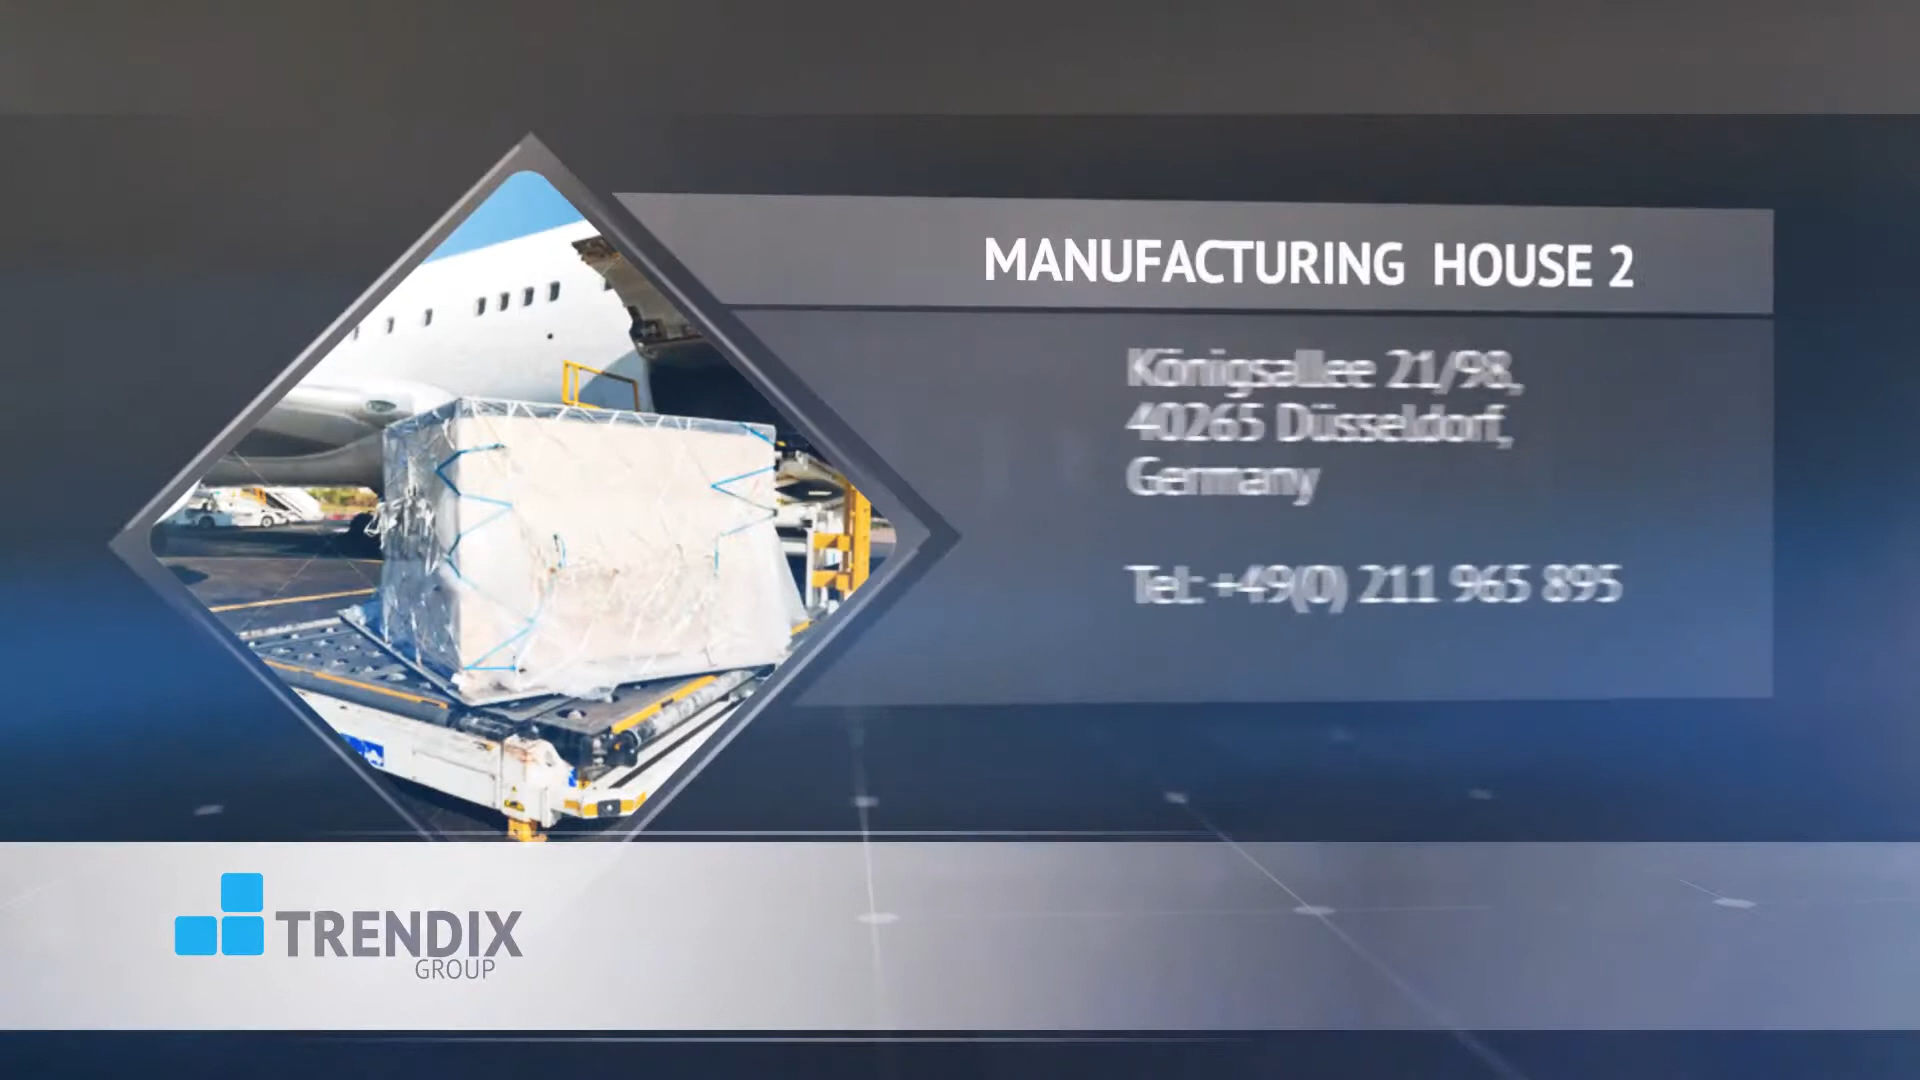 MANUFACTURING HOUSE 2
Königsallee 21/98,
40265 Düsseldorf,
Germany
Tel: +49(0) 211 965 895
TRENDIX
GROUP